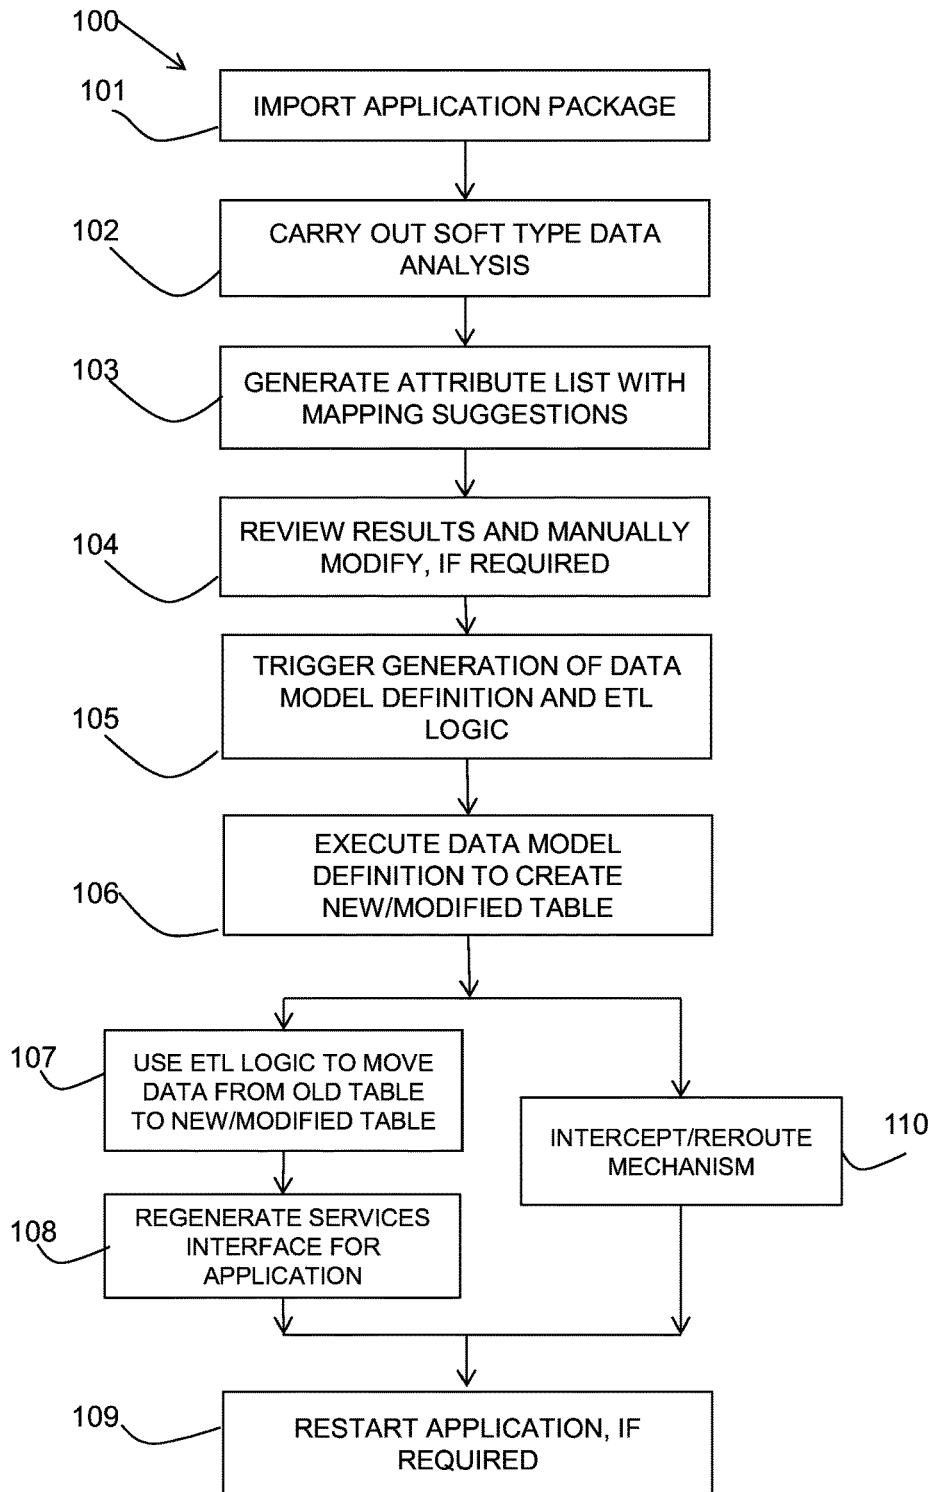 100
101
IMPORT APPLICATION PACKAGE
102
CARRY OUT SOFT TYPE DATA
ANALYSIS
103
GENERATE ATTRIBUTE LIST WITH
MAPPING SUGGESTIONS
104
REVIEW RESULTS AND MANUALLY
MODIFY, IF REQUIRED
105
TRIGGER GENERATION OF DATA
MODEL DEFINITION AND ETL
LOGIC
106
EXECUTE DATA MODEL
DEFINITION TO CREATE
NEW/MODIFIED TABLE
107
USE ETL LOGIC TO MOVE
DATA FROM OLD TABLE
TO NEW/MODIFIED TABLE
110
INTERCEPT/REROUTE
MECHANISM
108
REGENERATE SERVICES
INTERFACE FOR
APPLICATION
109
RESTART APPLICATION, IF
REQUIRED